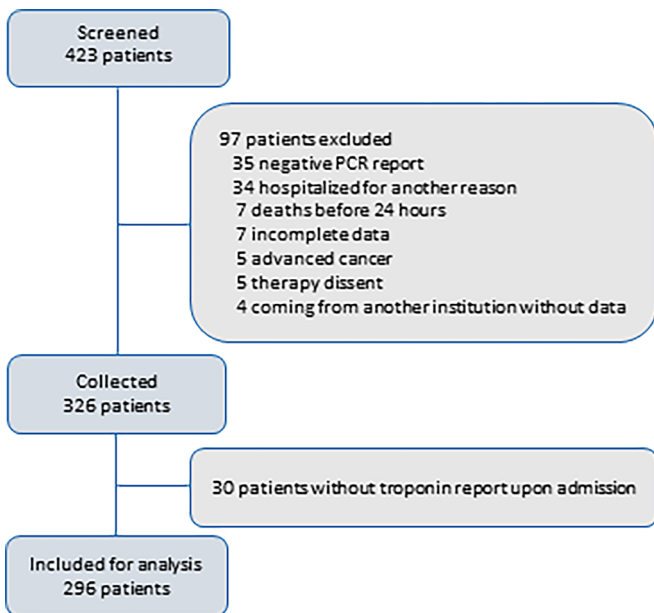 Screened
423 patients
97 patients excluded
35 negative PCR report
34 hospitalized for another reason
7 deaths before 24 hours
7 incomplete data
5 advanced cancer
5 therapy dissent
4 coming from another institution without data
Collected
326 patients
30 patients without troponin report upon admission
Included for analysis
296 patients